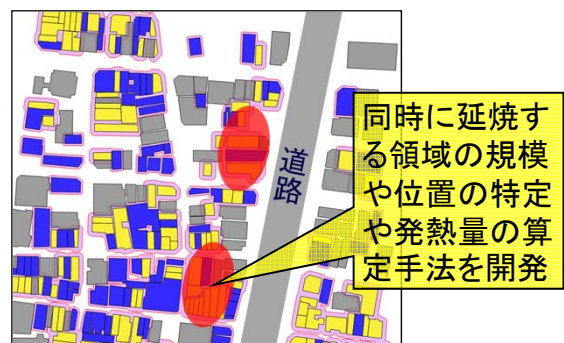 道路
同時に延焼す
る領域の規模
や位置の特定
や発熱量の算
定手法を開発